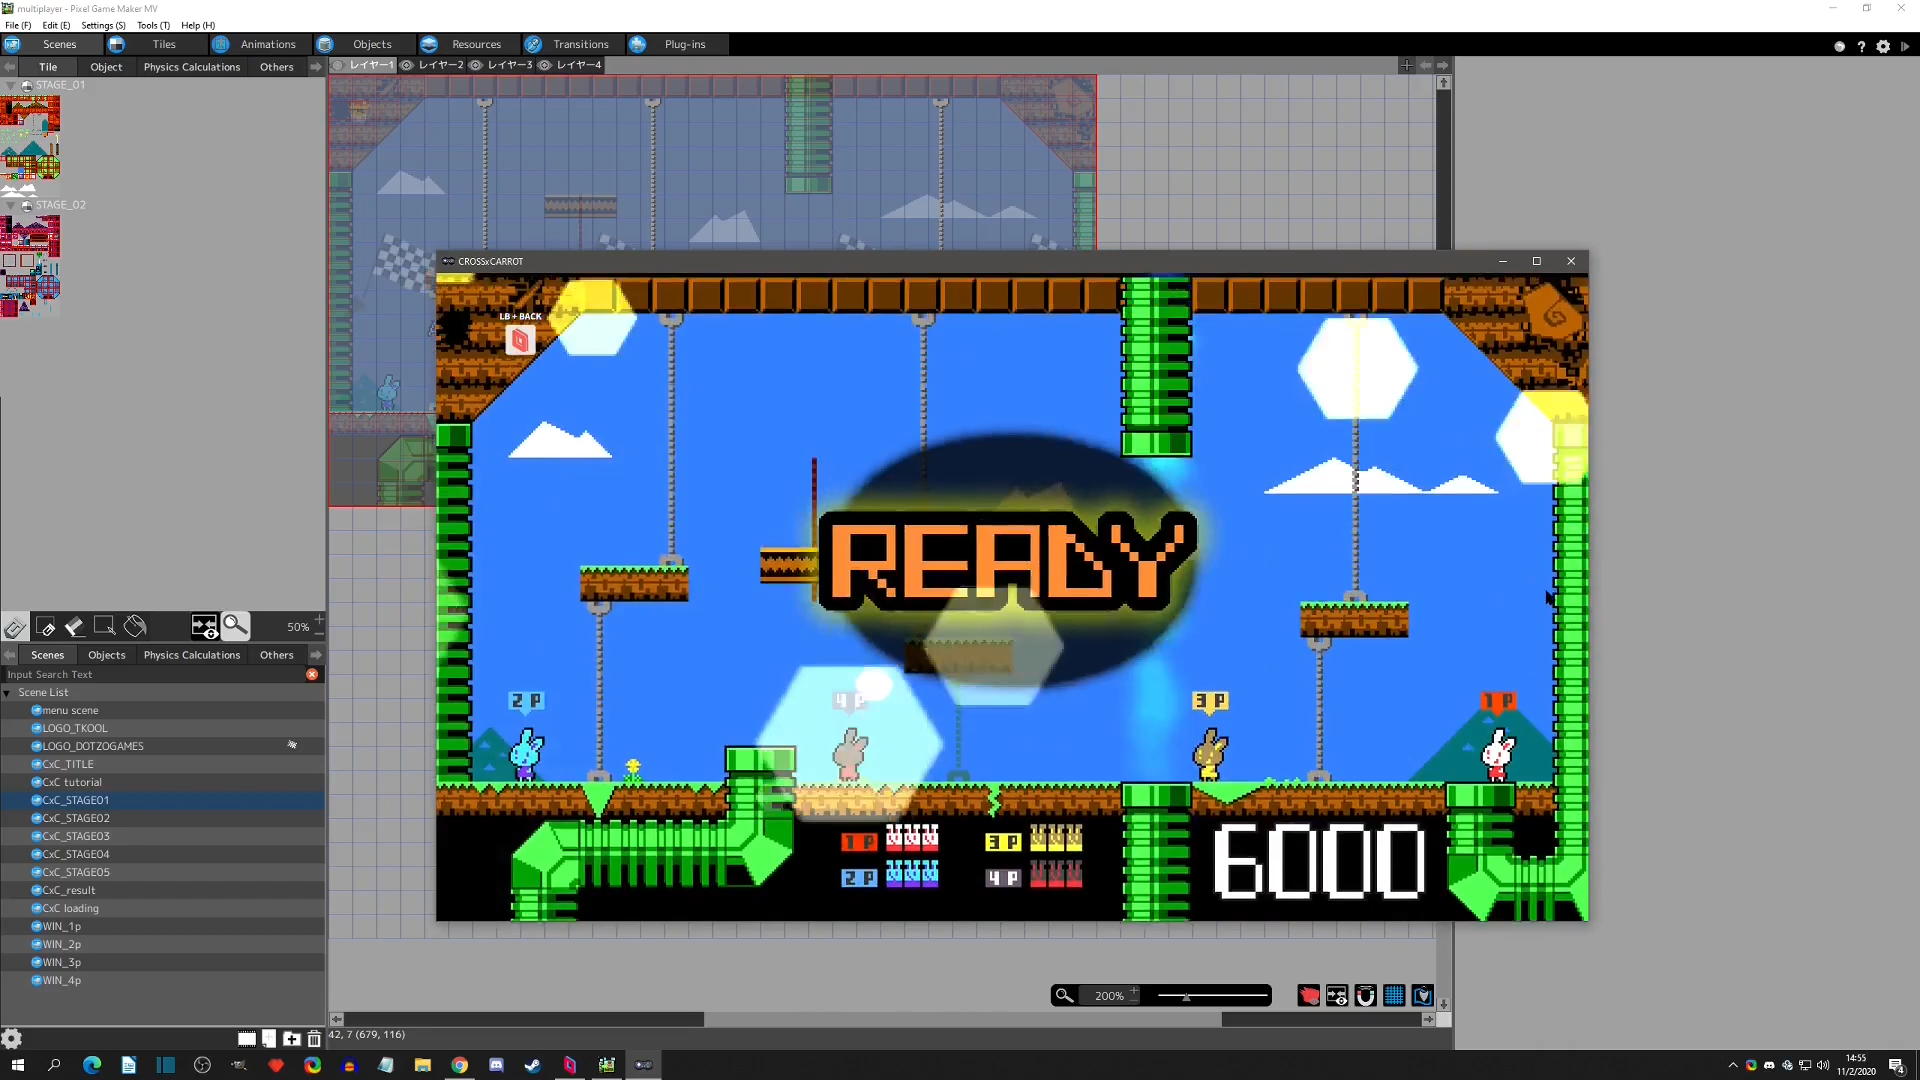 multiplayer - Pixel Game Maker MV
File (F) Edit (E) Settings (S) Tools (T) Help (H)
Scenes Tiles Animations Objects Resources Transitions Plug-ins
Tile Object Physics Calculations Others
レイヤー1 レイヤー2 レイヤー3 レイヤー4
STAGE_01
STAGE_02
CROSSxCARROT
LB + BACK
READY
2P 4P 3P 1P
1P 3P
2P 4P
6000
50%
Scenes Objects Physics Calculations Others
Input Search Text
Scene List
menu scene
LOGO_TKOOL
LOGO_DOTZOGAMES
CxC_TITLE
CxC tutorial
CxC_STAGE01
CxC_STAGE02
CxC_STAGE03
CxC_STAGE04
CxC_STAGE05
CxC_result
CxC loading
WIN_1p
WIN_2p
WIN_3p
WIN_4p
200%
42, 7 (679, 116)
14:55
11/2/2020
4